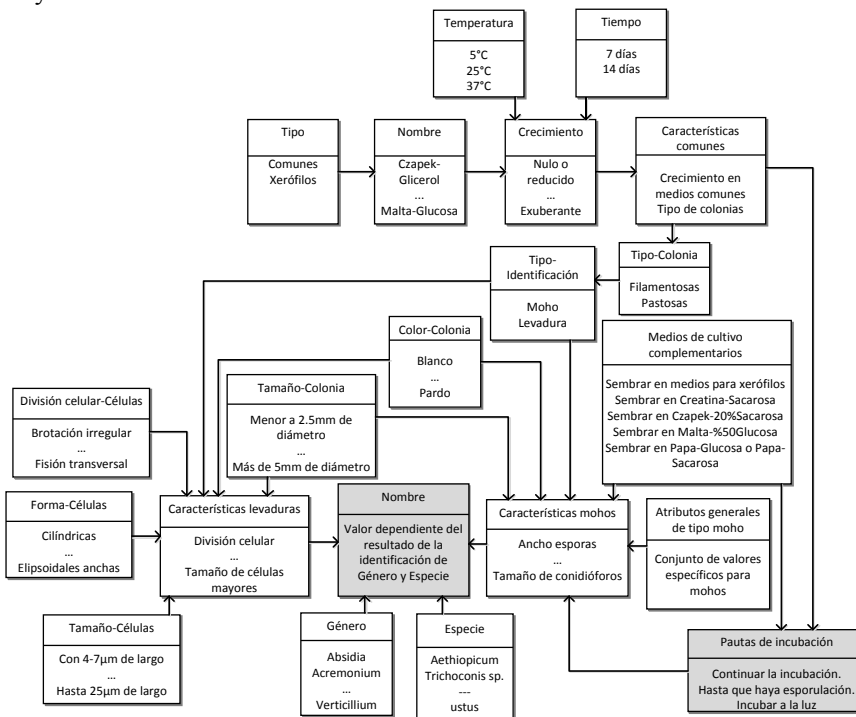 Temperatura
5°C
25°C
37°C
Tiempo
7 días
14 días
Tipo
Comunes
Xerófilos
Nombre
Czapek-
Glicerol
...
Malta-Glucosa
Crecimiento
Nulo o
reducido
...
Exuberante
Características
comunes
Crecimiento en
medios comunes
Tipo de colonias
Tipo-
Identificación
Moho
Levadura
Tipo-Colonia
Filamentosas
Pastosas
Color-Colonia
Blanco
...
Pardo
Medios de cultivo
complementarios
Sembrar en medios para xerófilos
Sembrar en Creatina-Sacarosa
Sembrar en Czapek-20%Sacarosa
Sembrar en Malta-%50Glucosa
Sembrar en Papa-Glucosa o Papa-
Sacarosa
Tamaño-Colonia
Menor a 2.5mm de
diámetro
...
Más de 5mm de diámetro
División celular-Células
Brotación irregular
...
Fisión transversal
Forma-Células
Cilíndricas
...
Elipsoidales anchas
Características levaduras
División celular
...
Tamaño de células
mayores
Nombre
Valor dependiente del
resultado de la
identificación de
Género y Especie
Características mohos
Ancho esporas
...
Tamaño de conidióforos
Atributos generales
de tipo moho
Conjunto de valores
específicos para
mohos
Tamaño-Células
Con 4-7μm de largo
...
Hasta 25μm de largo
Género
Absidia
Acremonium
...
Verticillium
Especie
Aethiopicum
Trichoconis sp.
---
ustus
Pautas de incubación
Continuar la incubación.
Hasta que haya esporulación.
Incubar a la luz